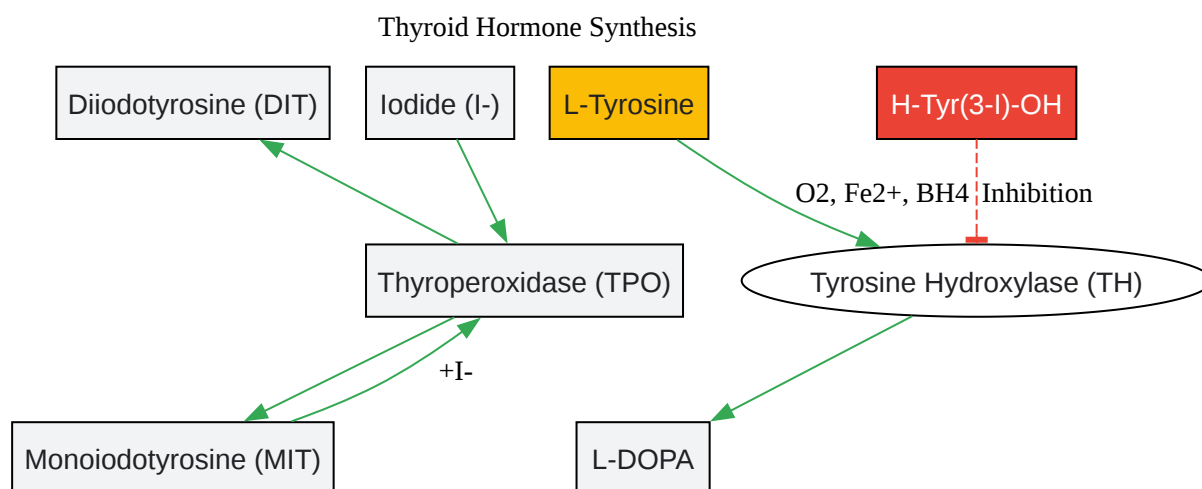 Thyroid Hormone Synthesis
Diiodotyrosine (DIT)
Iodide (I-)
L-Tyrosine
H-Tyr(3-I)-OH
O2, Fe2+, BH4
Inhibition
Thyroperoxidase (TPO)
Tyrosine Hydroxylase (TH)
+I-
Monoiodotyrosine (MIT)
L-DOPA